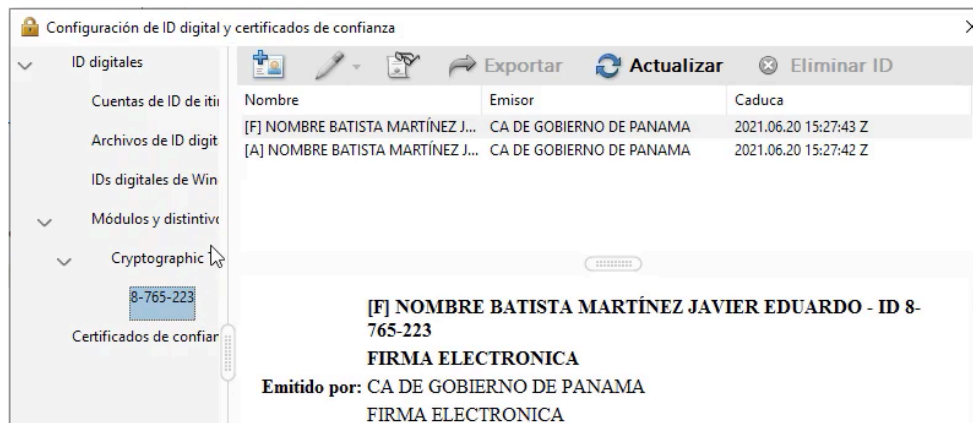 Configuración de ID digital y certificados de confianza
ID digitales
Cuentas de ID de itii
Archivos de ID digit
IDs digitales de Win
Módulos y distintivo
Cryptographic
8-765-223
Certificados de confiar
Exportar Actualizar Eliminar ID
Nombre Emisor Caduca
[F] NOMBRE BATISTA MARTÍNEZ J... CA DE GOBIERNO DE PANAMA 2021.06.20 15:27:43 Z
[A] NOMBRE BATISTA MARTÍNEZ J... CA DE GOBIERNO DE PANAMA 2021.06.20 15:27:42 Z
[F] NOMBRE BATISTA MARTÍNEZ JAVIER EDUARDO - ID 8-
765-223
FIRMA ELECTRONICA
Emitido por: CA DE GOBIERNO DE PANAMA
FIRMA ELECTRONICA